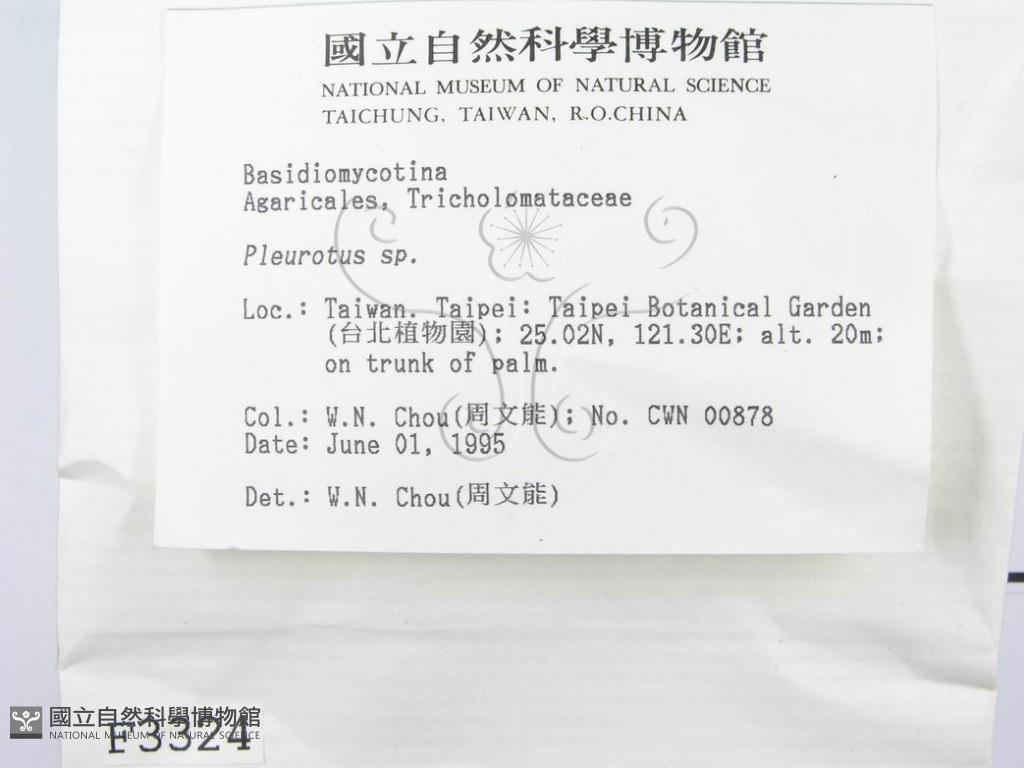 國立自然科學博物館
NATIONAL MUSEUM OF NATURAL SCIENCE
TAICHUNG, TAIWAN, R.O.CHINA
Basidiomycotina
Agaricales, Tricholomataceae
Pleurotus sp.
Loc.: Taiwan. Taipei: Taipei Botanical Garden
(台北植物園); 25.02N, 121.30E; alt. 20m;
on trunk of palm.
Col.: W.N. Chou(周文能); No. CWN 00878
Date: June 01, 1995
Det.: W.N. Chou(周文能)
國立自然科學博物館
NATIONAL MUSEUM OF NATURAL SCIENCE
F3324